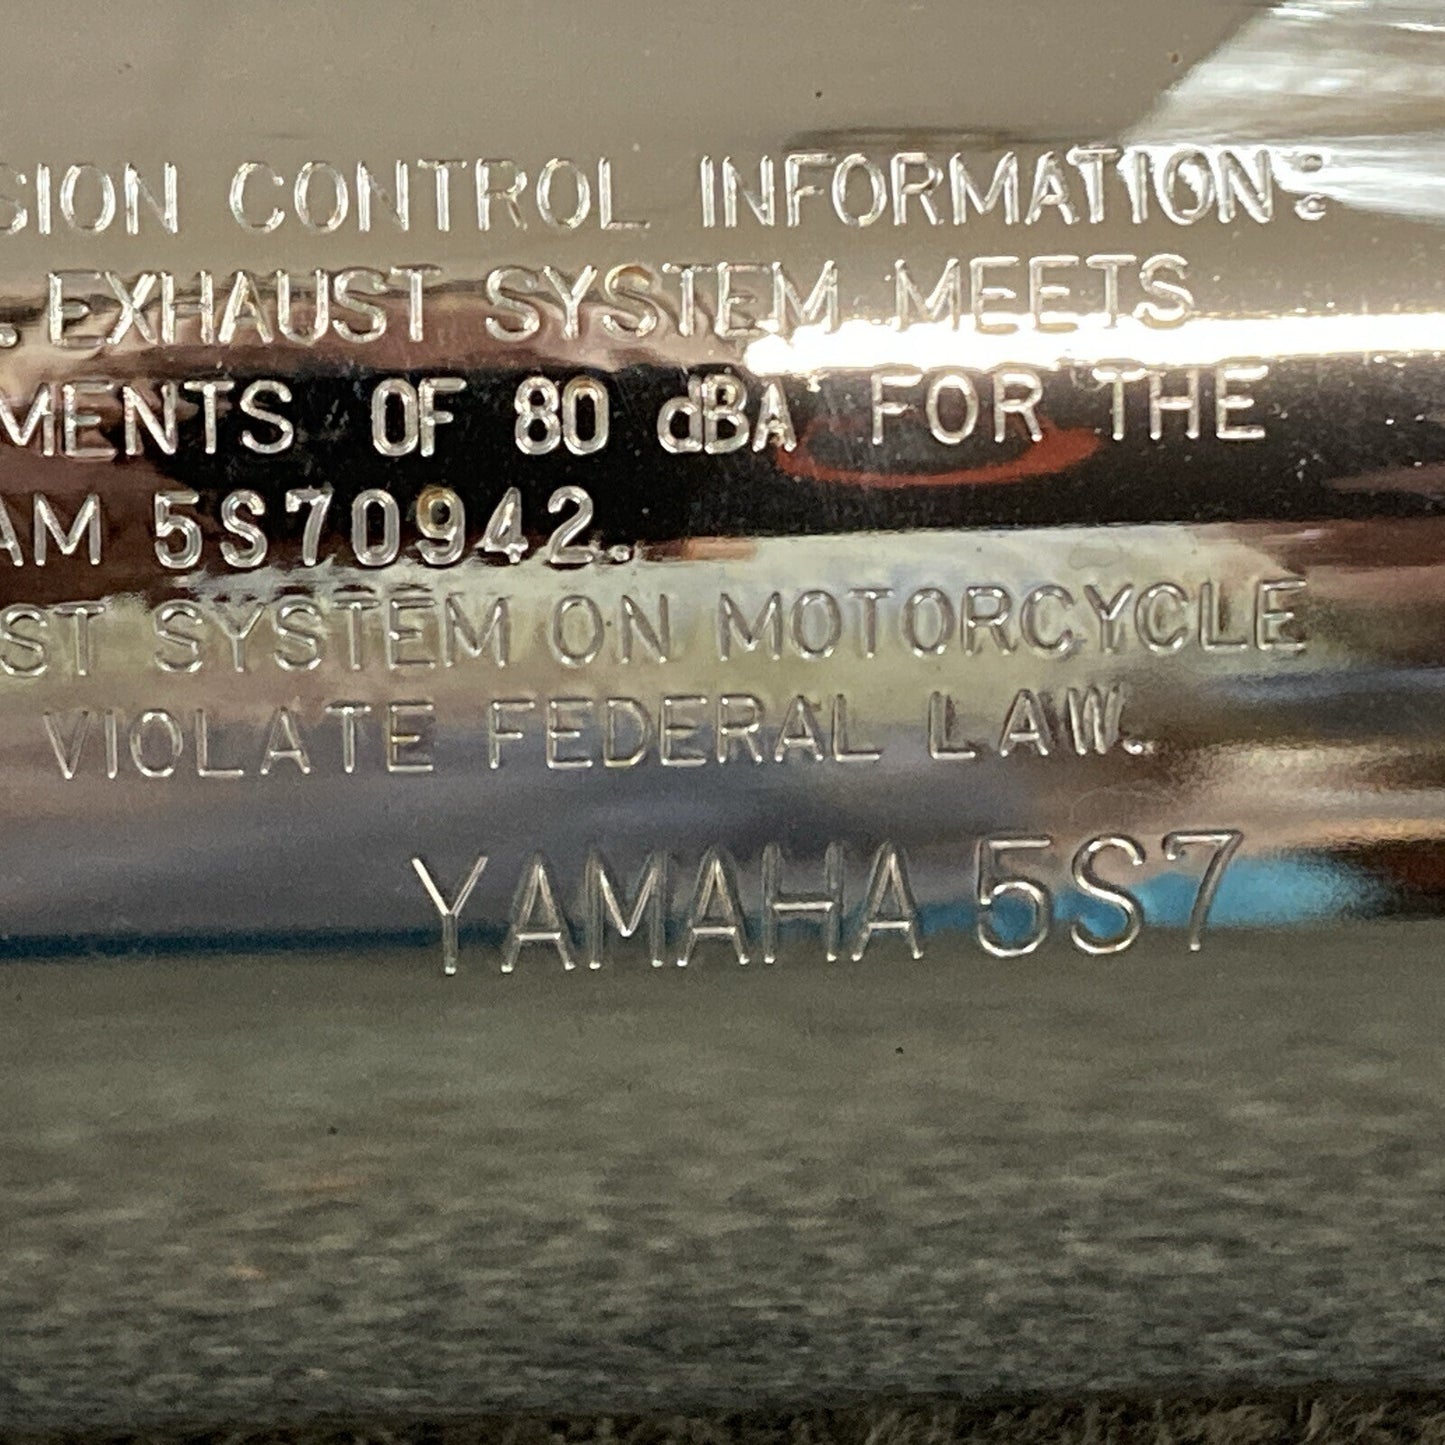 SION CONTROL INFORMATION:
. EXHAUST SYSTEM MEETS
MENTS OF 80 dBA FOR THE
AM 5S70942.
ST SYSTEM ON MOTORCYCLE
VIOLATE FEDERAL LAW.
YAMAHA 5S7